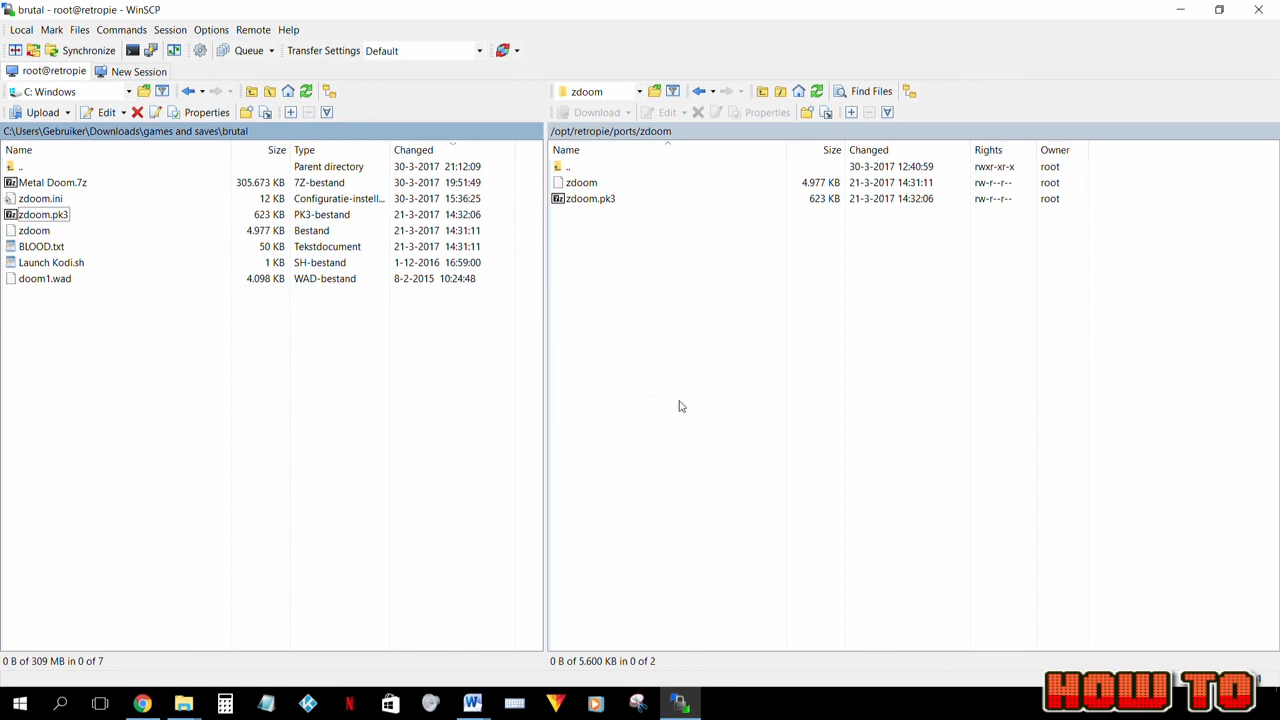 brutal - root@retropie - WinSCP
Local Mark Files Commands Session Options Remote Help
Synchronize Queue Transfer Settings Default
root@retropie New Session
C: Windows zdoom Find Files
Upload Edit Properties Download Edit Properties
C:\Users\Gebruiker\Downloads\games and saves\brutal /opt/retropie/ports/zdoom
Name Size Type Changed Name Size Changed Rights Owner
.. Parent directory 30-3-2017 21:12:09 .. 30-3-2017 12:40:59 rwxr-xr-x root
Metal Doom.7z 305.673 KB 7Z-bestand 30-3-2017 19:51:49 zdoom 4.977 KB 21-3-2017 14:31:11 rw-r--r-- root
zdoom.ini 12 KB Configuratie-instell... 30-3-2017 15:36:25 zdoom.pk3 623 KB 21-3-2017 14:32:06 rw-r--r-- root
zdoom.pk3 623 KB PK3-bestand 21-3-2017 14:32:06
zdoom 4.977 KB Bestand 21-3-2017 14:31:11
BLOOD.txt 50 KB Tekstdocument 21-3-2017 14:31:11
Launch Kodi.sh 1 KB SH-bestand 1-12-2016 16:59:00
doom1.wad 4.098 KB WAD-bestand 8-2-2015 10:24:48
0 B of 309 MB in 0 of 7 0 B of 5.600 KB in 0 of 2
HOW TO